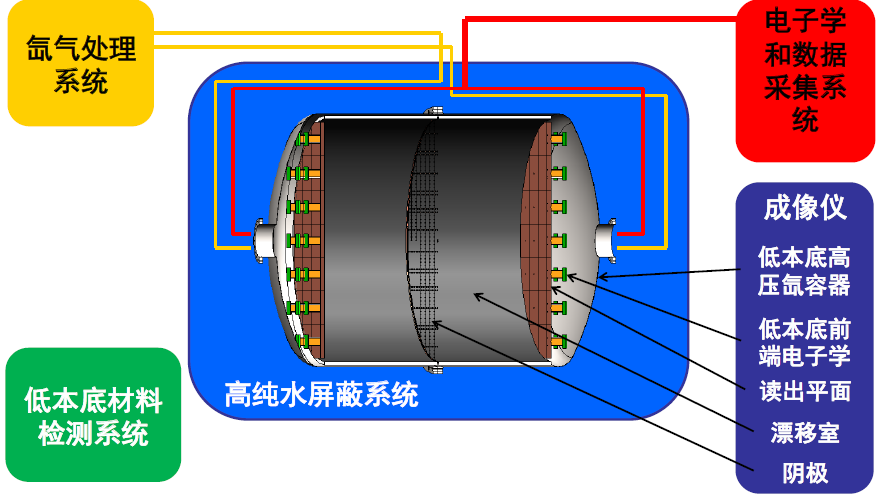 氙气处理
系统
电子学
和数据
采集系
统
成像仪
低本底高
压氙容器
低本底前
端电子学
读出平面
漂移室
阴极
高纯水屏蔽系统
低本底材料
检测系统